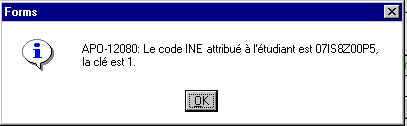 Forms
APO-12080: Le code INE attribué à l'étudiant est 07IS8Z00P5,
la clé est 1.
OK